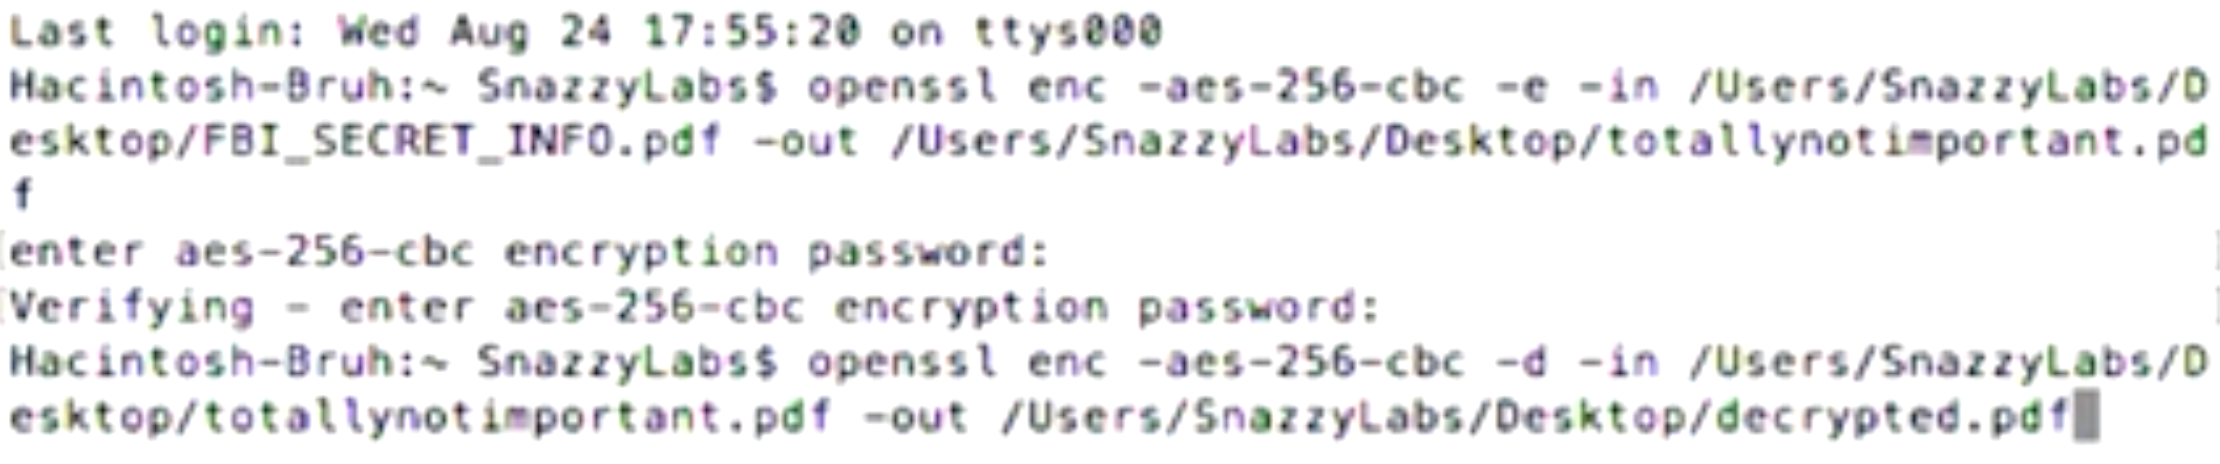 Last login: Wed Aug 24 17:55:20 on ttys000
Hacintosh-Bruh:~ SnazzyLabs$ openssl enc -aes-256-cbc -e -in /Users/SnazzyLabs/D
esktop/FBI_SECRET_INFO.pdf -out /Users/SnazzyLabs/Desktop/totallynotimportant.pd
f
[enter aes-256-cbc encryption password: ]
[Verifying - enter aes-256-cbc encryption password: ]
Hacintosh-Bruh:~ SnazzyLabs$ openssl enc -aes-256-cbc -d -in /Users/SnazzyLabs/D
esktop/totallynotimportant.pdf -out /Users/SnazzyLabs/Desktop/decrypted.pdf